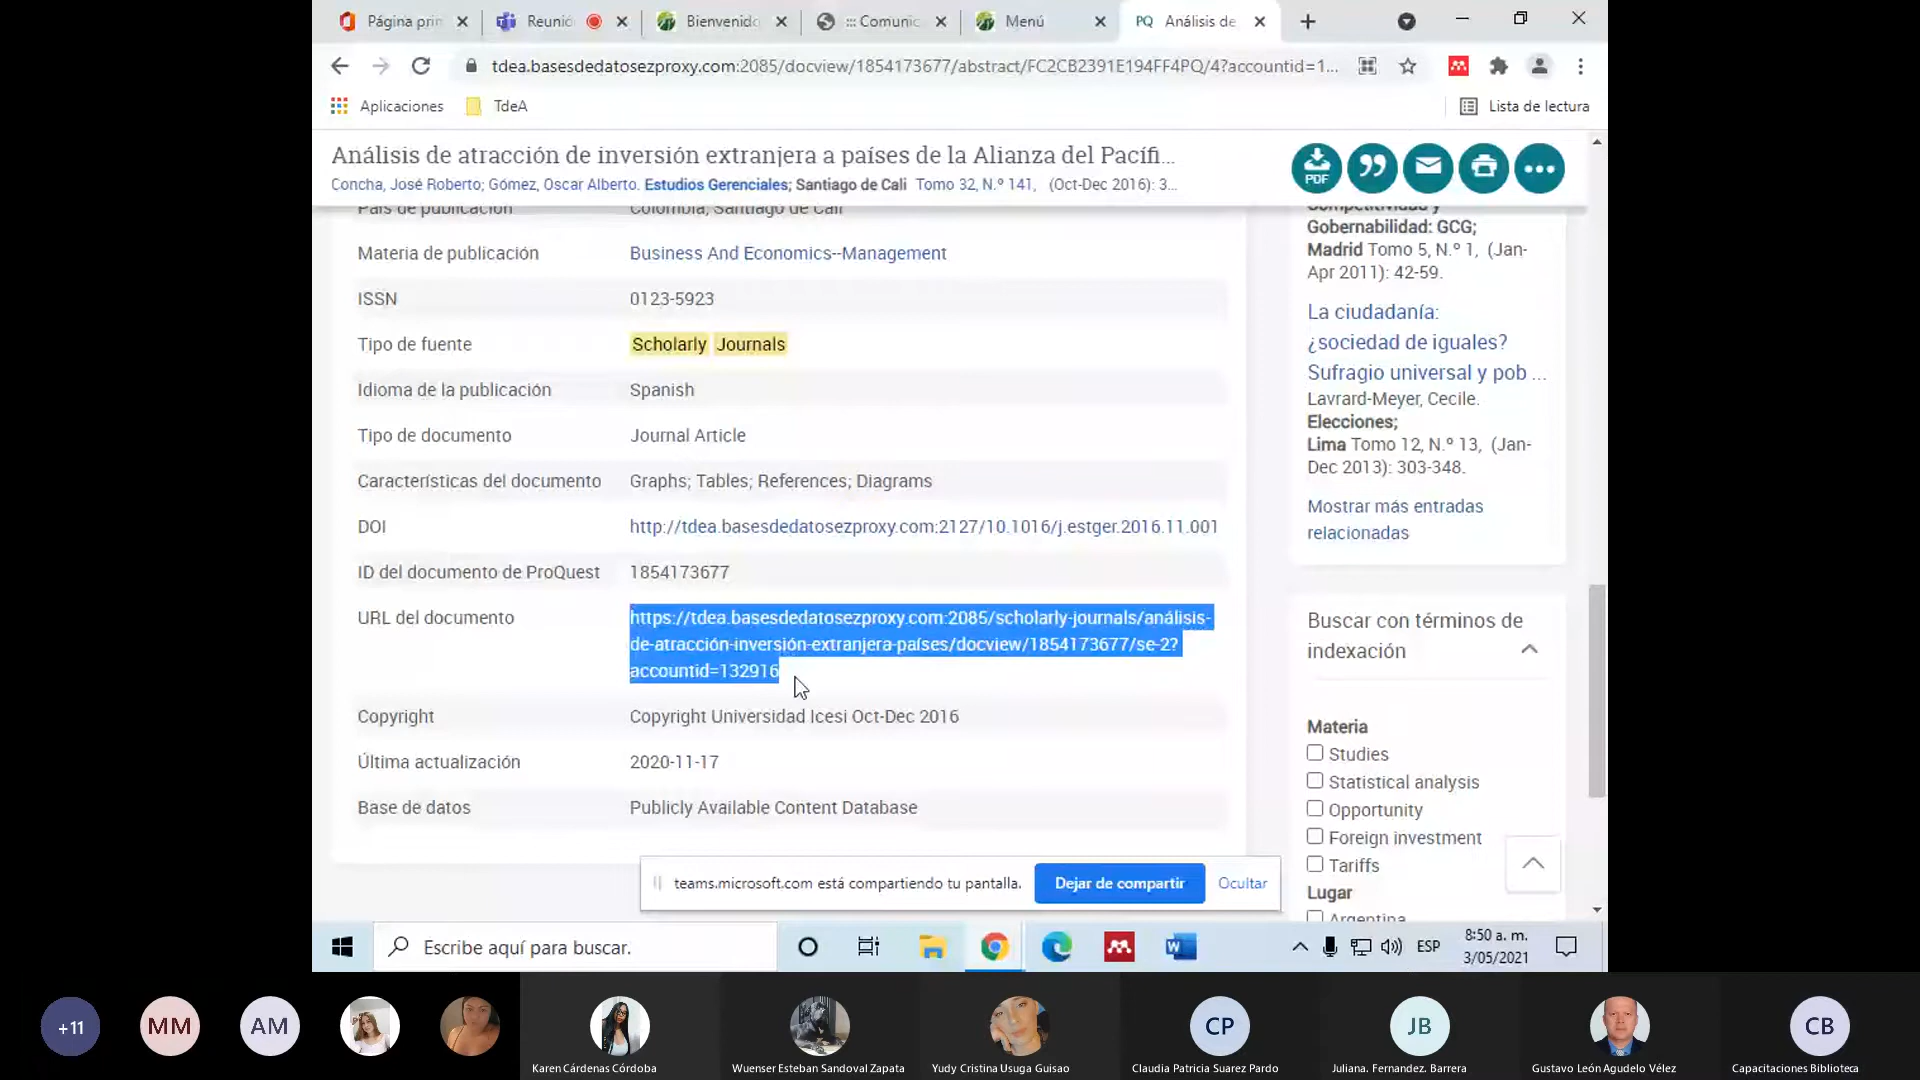 Página prin
Reunió
Bienvenido
::: Comunic
Menú
PQ Análisis de
tdea.basesdedatosezproxy.com:2085/docview/1854173677/abstract/FC2CB2391E194FF4PQ/4?accountid=1...
Aplicaciones
TdeA
Lista de lectura
Análisis de atracción de inversión extranjera a países de la Alianza del Pacífi...
Concha, José Roberto; Gómez, Oscar Alberto. Estudios Gerenciales; Santiago de Cali Tomo 32, N.º 141, (Oct-Dec 2016): 3...
PDF
País de publicación
Colombia, Santiago de Cali
Materia de publicación
Business And Economics--Management
ISSN
0123-5923
Tipo de fuente
Scholarly Journals
Idioma de la publicación
Spanish
Tipo de documento
Journal Article
Características del documento
Graphs; Tables; References; Diagrams
DOI
http://tdea.basesdedatosezproxy.com:2127/10.1016/j.estger.2016.11.001
ID del documento de ProQuest
1854173677
URL del documento
https://tdea.basesdedatosezproxy.com:2085/scholarly-journals/análisis-
de-atracción-inversión-extranjera-países/docview/1854173677/se-2?
accountid=132916
Copyright
Copyright Universidad Icesi Oct-Dec 2016
Última actualización
2020-11-17
Base de datos
Publicly Available Content Database
Competitividad y
Gobernabilidad: GCG;
Madrid Tomo 5, N.º 1, (Jan-
Apr 2011): 42-59.
La ciudadanía:
¿sociedad de iguales?
Sufragio universal y pob ...
Lavrard-Meyer, Cecile.
Elecciones;
Lima Tomo 12, N.º 13, (Jan-
Dec 2013): 303-348.
Mostrar más entradas
relacionadas
Buscar con términos de
indexación
Materia
Studies
Statistical analysis
Opportunity
Foreign investment
Tariffs
Lugar
Argentina
teams.microsoft.com está compartiendo tu pantalla.
Dejar de compartir
Ocultar
Escribe aquí para buscar.
ESP
8:50 a. m.
3/05/2021
+11
MM
AM
CP
JB
CB
Karen Cárdenas Córdoba
Wuenser Esteban Sandoval Zapata
Yudy Cristina Usuga Guisao
Claudia Patricia Suarez Pardo
Juliana. Fernandez. Barrera
Gustavo León Agudelo Vélez
Capacitaciones Biblioteca